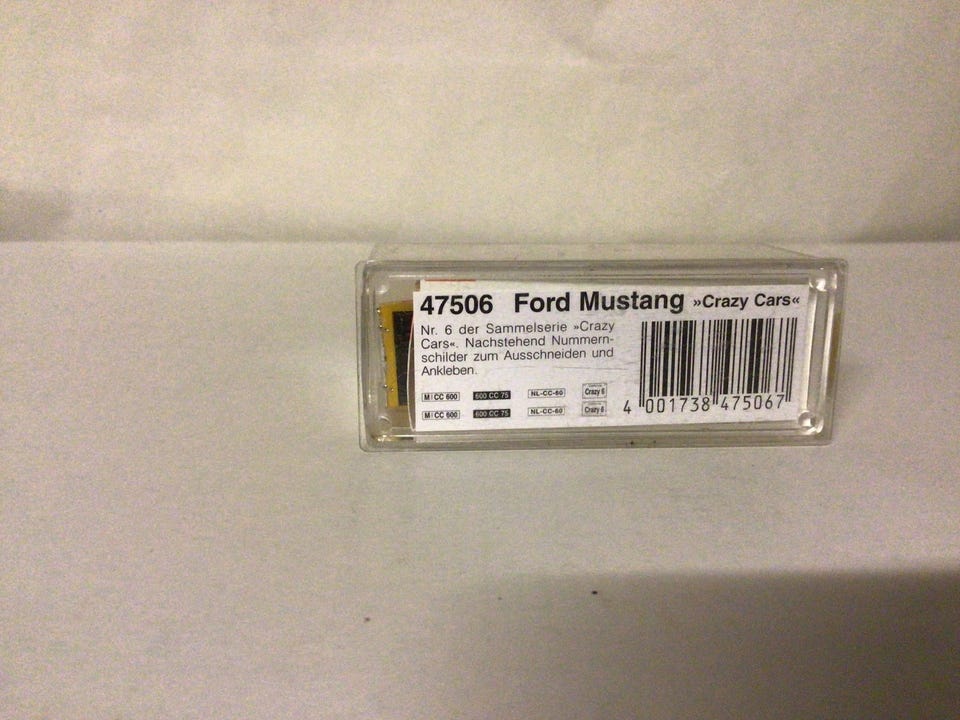 47506 Ford Mustang »Crazy Cars«
Nr. 6 der Sammelserie »Crazy
Cars«. Nachstehend Nummern-
schilder zum Ausschneiden und
Ankleben.
M CC 600 600 CC 75 NL-CC-60 Crazy 6
M CC 600 600 CC 75 NL-CC-60 Crazy 6
4 001738 475067